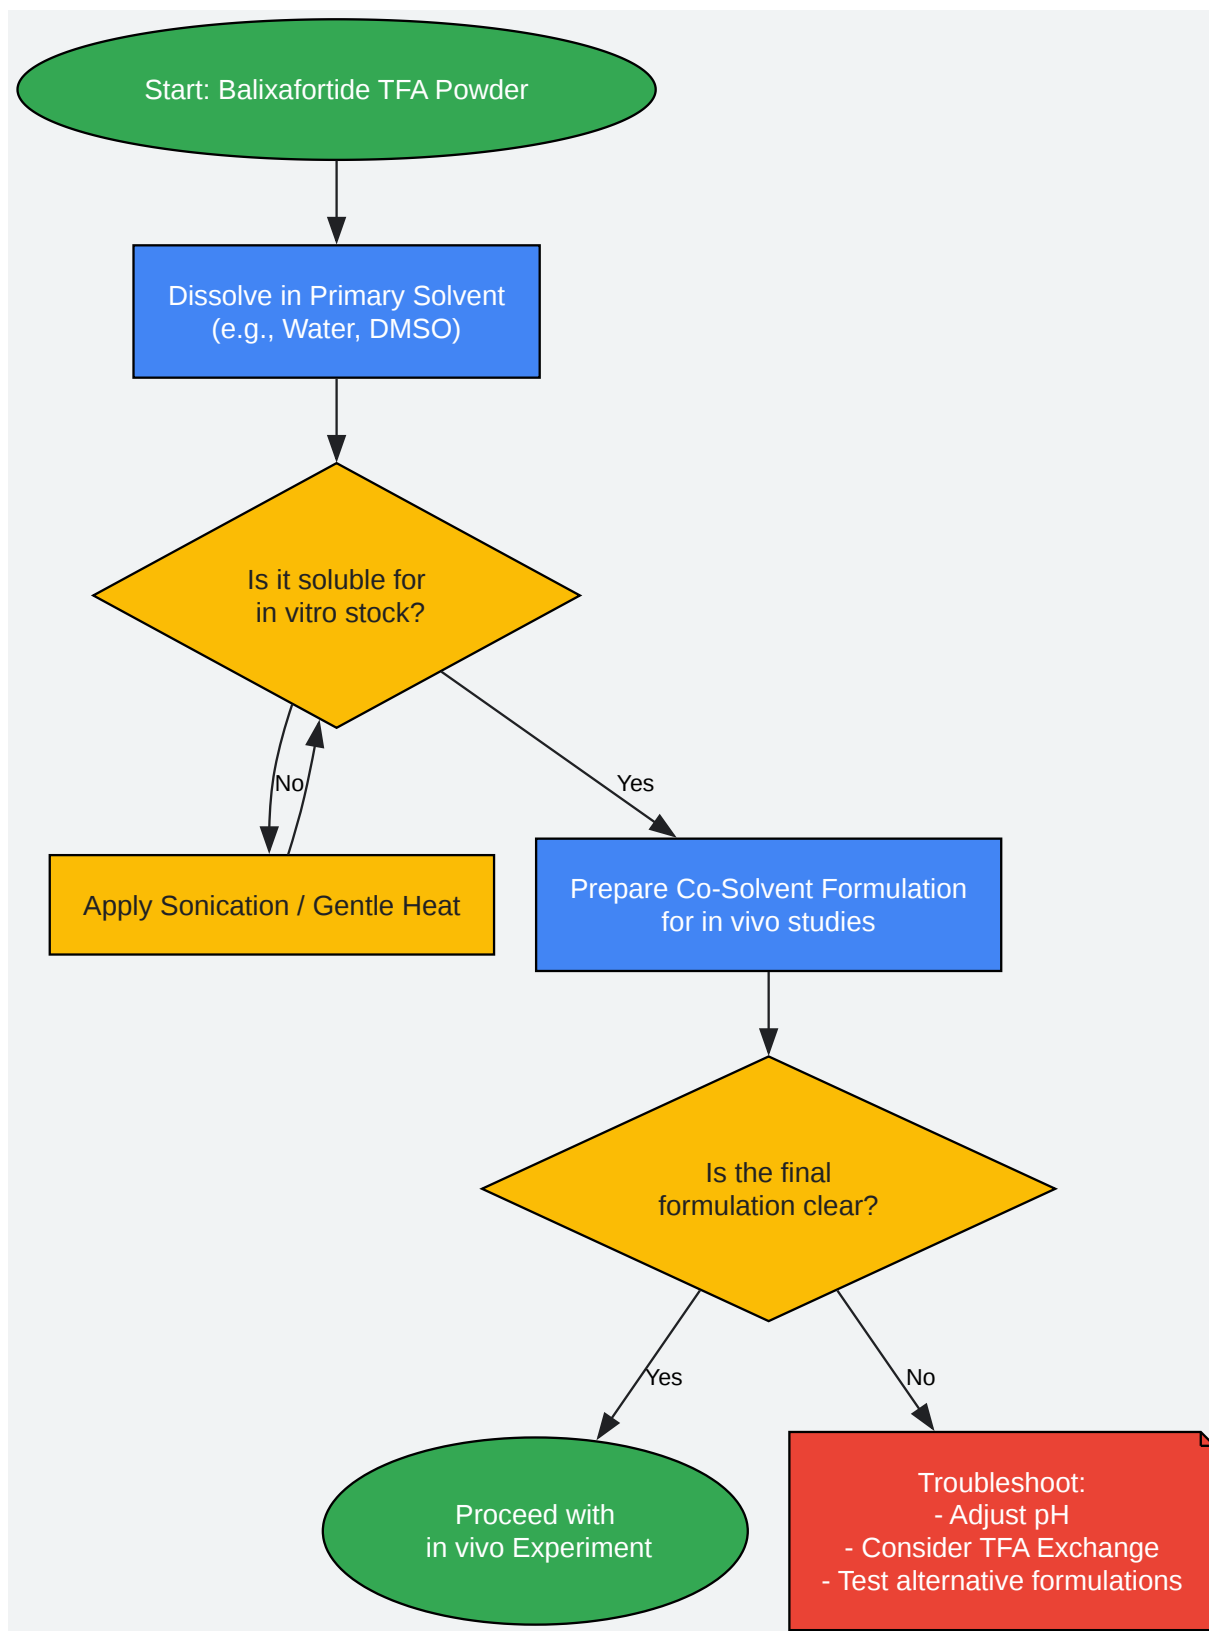 Start: Balixafortide TFA Powder
Dissolve in Primary Solvent
(e.g., Water, DMSO)
Is it soluble for
in vitro stock?
No
Yes
Apply Sonication / Gentle Heat
Prepare Co-Solvent Formulation
for in vivo studies
Is the final
formulation clear?
Yes
No
Proceed with
in vivo Experiment
Troubleshoot:
- Adjust pH
- Consider TFA Exchange
- Test alternative formulations